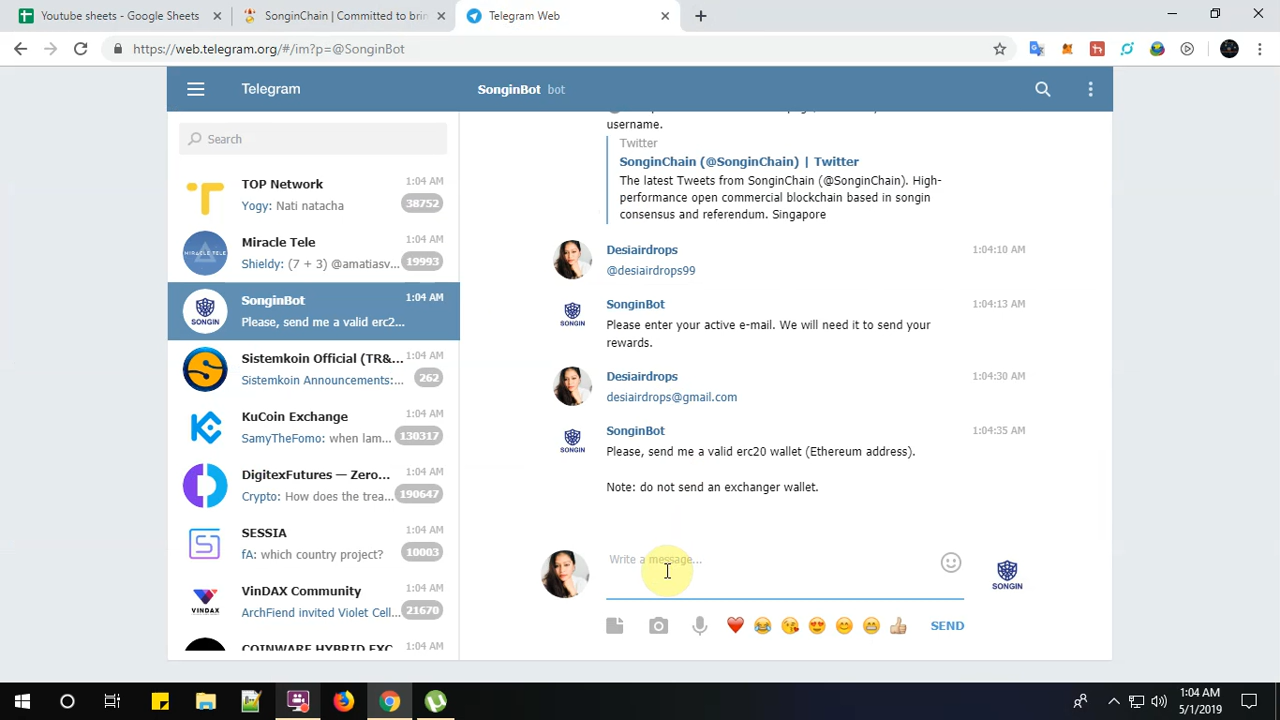 Youtube sheets - Google Sheets
SonginChain | Committed to brin
Telegram Web
https://web.telegram.org/#/im?p=@SonginBot
Telegram
SonginBot bot
Search
TOP Network 1:04 AM
Yogy: Nati natacha 38752
Miracle Tele 1:04 AM
Shieldy: (7 + 3) @amatiasv... 19993
SonginBot 1:04 AM
Please, send me a valid erc2...
Sistemkoin Official (TR&... 1:04 AM
Sistemkoin Announcements:... 262
KuCoin Exchange 1:04 AM
SamyTheFomo: when lam... 130317
DigitexFutures — Zero... 1:04 AM
Crypto: How does the trea... 190647
SESSIA 1:04 AM
fA: which country project? 10003
VinDAX Community 1:04 AM
ArchFiend invited Violet Cell... 21670
COINWARE HYBRID EXC 1:04 AM
username.
Twitter
SonginChain (@SonginChain) | Twitter
The latest Tweets from SonginChain (@SonginChain). High-
performance open commercial blockchain based in songin
consensus and referendum. Singapore
Desiairdrops 1:04:10 AM
@desiairdrops99
SonginBot 1:04:13 AM
SONGIN
Please enter your active e-mail. We will need it to send your
rewards.
Desiairdrops 1:04:30 AM
desiairdrops@gmail.com
SonginBot 1:04:35 AM
SONGIN
Please, send me a valid erc20 wallet (Ethereum address).
Note: do not send an exchanger wallet.
Write a message...
SONGIN
SEND
MIRACLE TELE
SONGIN
VINDAX
1:04 AM
5/1/2019